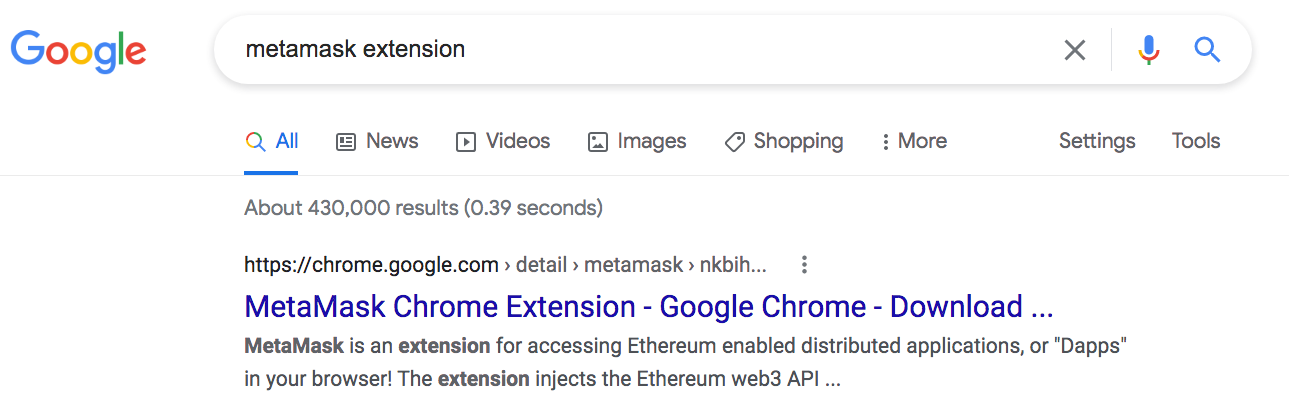 Google
metamask extension
All News Videos Images Shopping More Settings Tools
About 430,000 results (0.39 seconds)
https://chrome.google.com › detail › metamask › nkbih...
MetaMask Chrome Extension - Google Chrome - Download ...
MetaMask is an extension for accessing Ethereum enabled distributed applications, or "Dapps"
in your browser! The extension injects the Ethereum web3 API ...